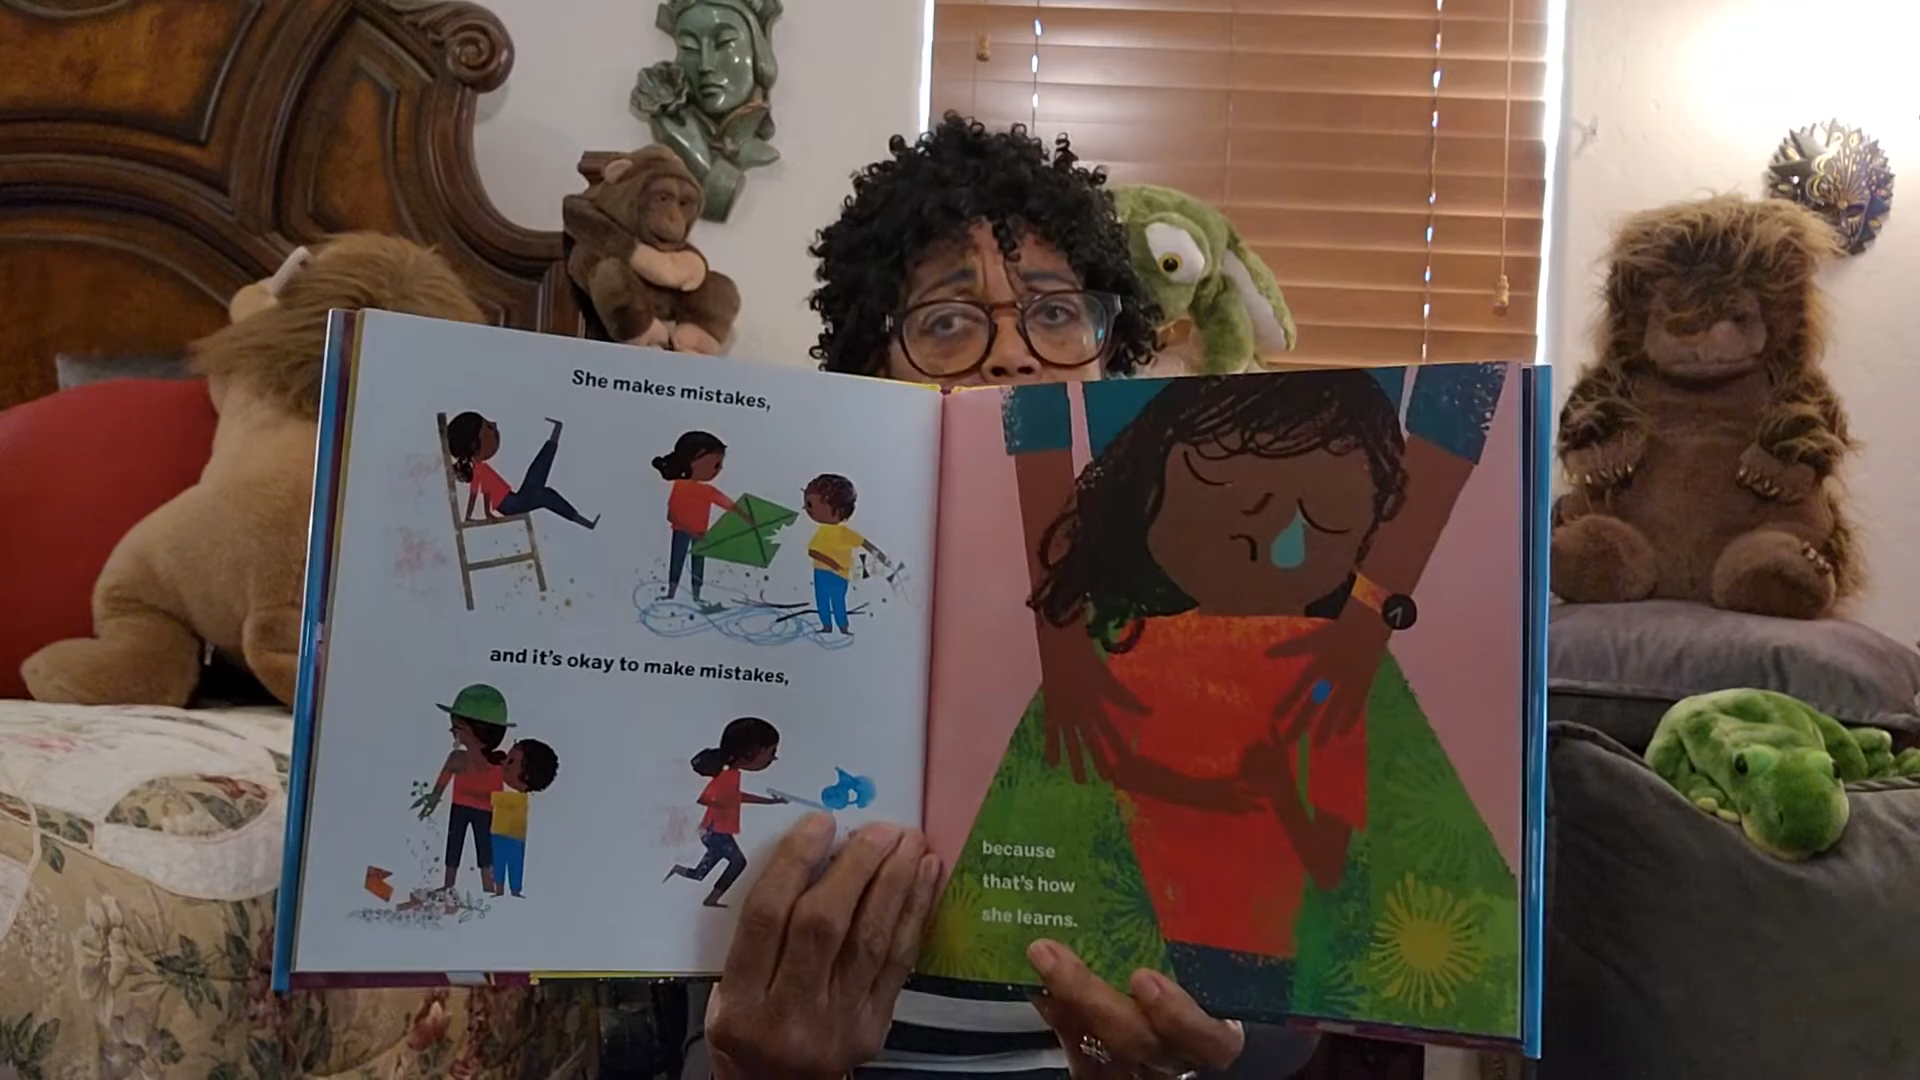 She makes mistakes,
and it's okay to make mistakes,
because
that's how
she learns.